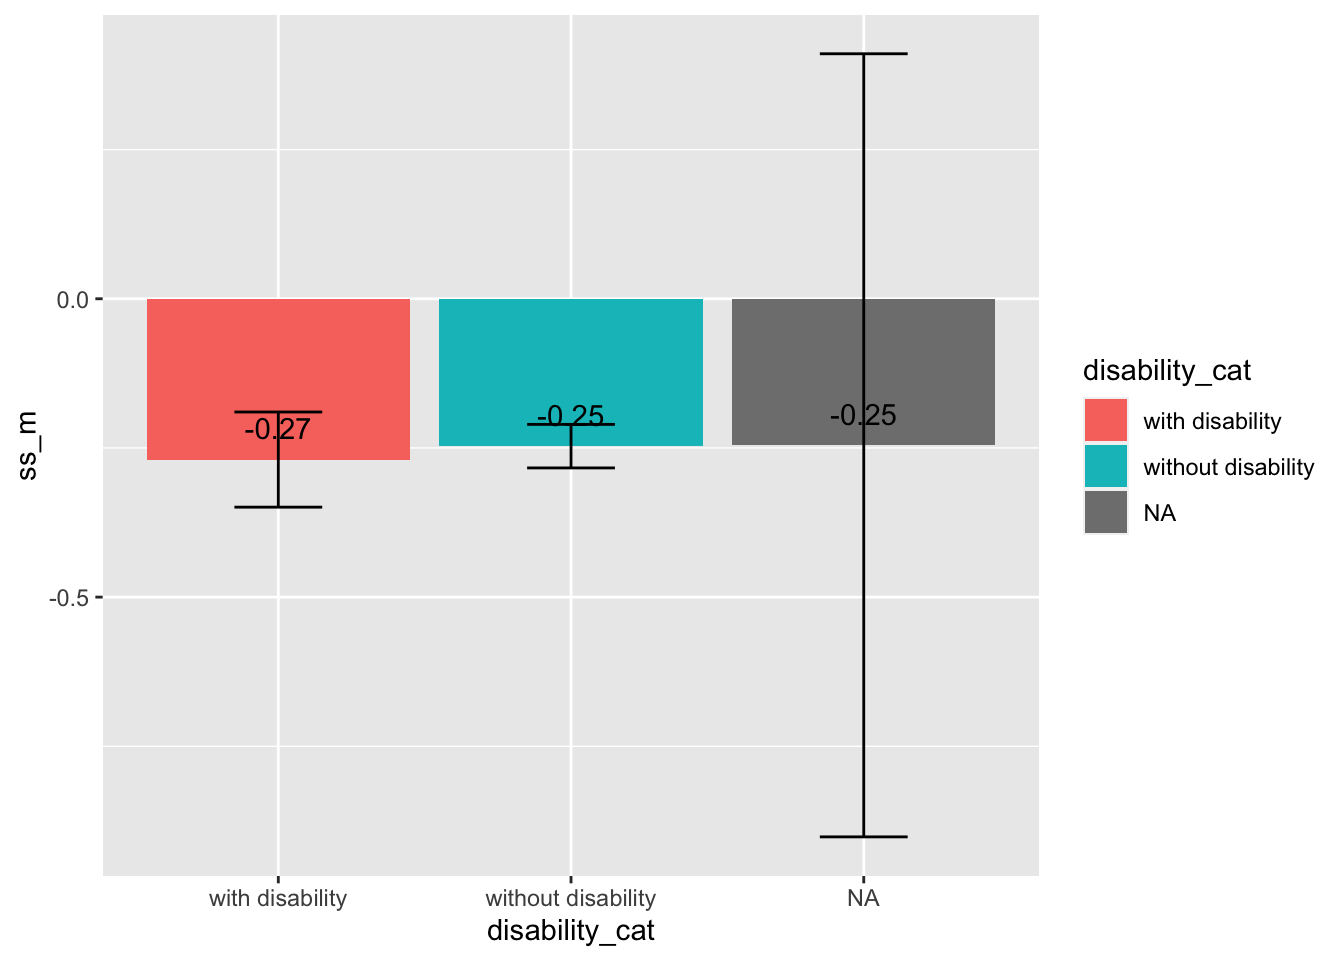 0.0
-0.5
ss_m
-0.27
-0.25
-0.25
with disability
without disability
NA
disability_cat
disability_cat
with disability
without disability
NA